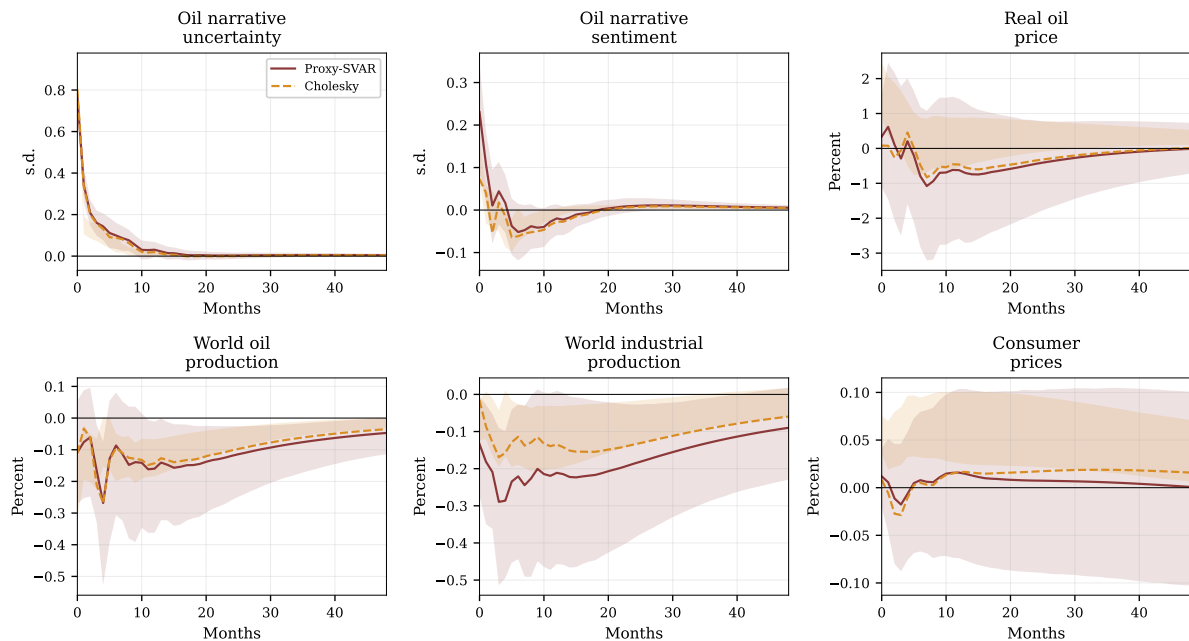 Oil narrative
uncertainty
s.d.
0.8
0.6
0.4
0.2
0.0
Proxy-SVAR
Cholesky
0 10 20 30 40
Months
Oil narrative
sentiment
s.d.
0.3
0.2
0.1
0.0
−0.1
0 10 20 30 40
Months
Real oil
price
Percent
2
1
0
−1
−2
−3
0 10 20 30 40
Months
World oil
production
Percent
0.1
0.0
−0.1
−0.2
−0.3
−0.4
−0.5
0 10 20 30 40
Months
World industrial
production
Percent
0.0
−0.1
−0.2
−0.3
−0.4
−0.5
0 10 20 30 40
Months
Consumer
prices
Percent
0.10
0.05
0.00
−0.05
−0.10
0 10 20 30 40
Months